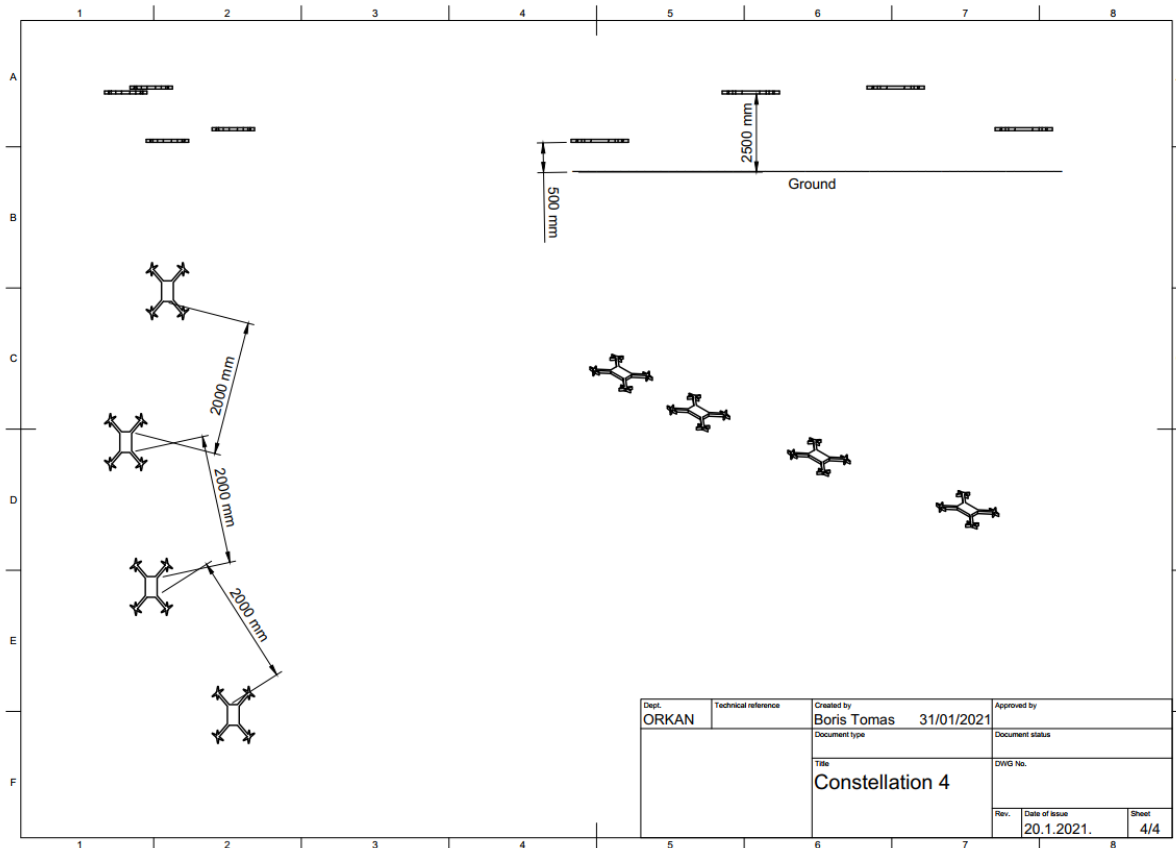 1 2 3 4 5 6 7 8
A
B
C
D
E
F
2500 mm
Ground
500 mm
2000 mm
2000 mm
2000 mm
Dept.
ORKAN
Technical reference
Created by
Boris Tomas 31/01/2021
Approved by
Document type
Document status
Title
Constellation 4
DWG No.
Rev.
Date of issue
20.1.2021.
Sheet
4/4
1 2 3 4 5 6 7 8